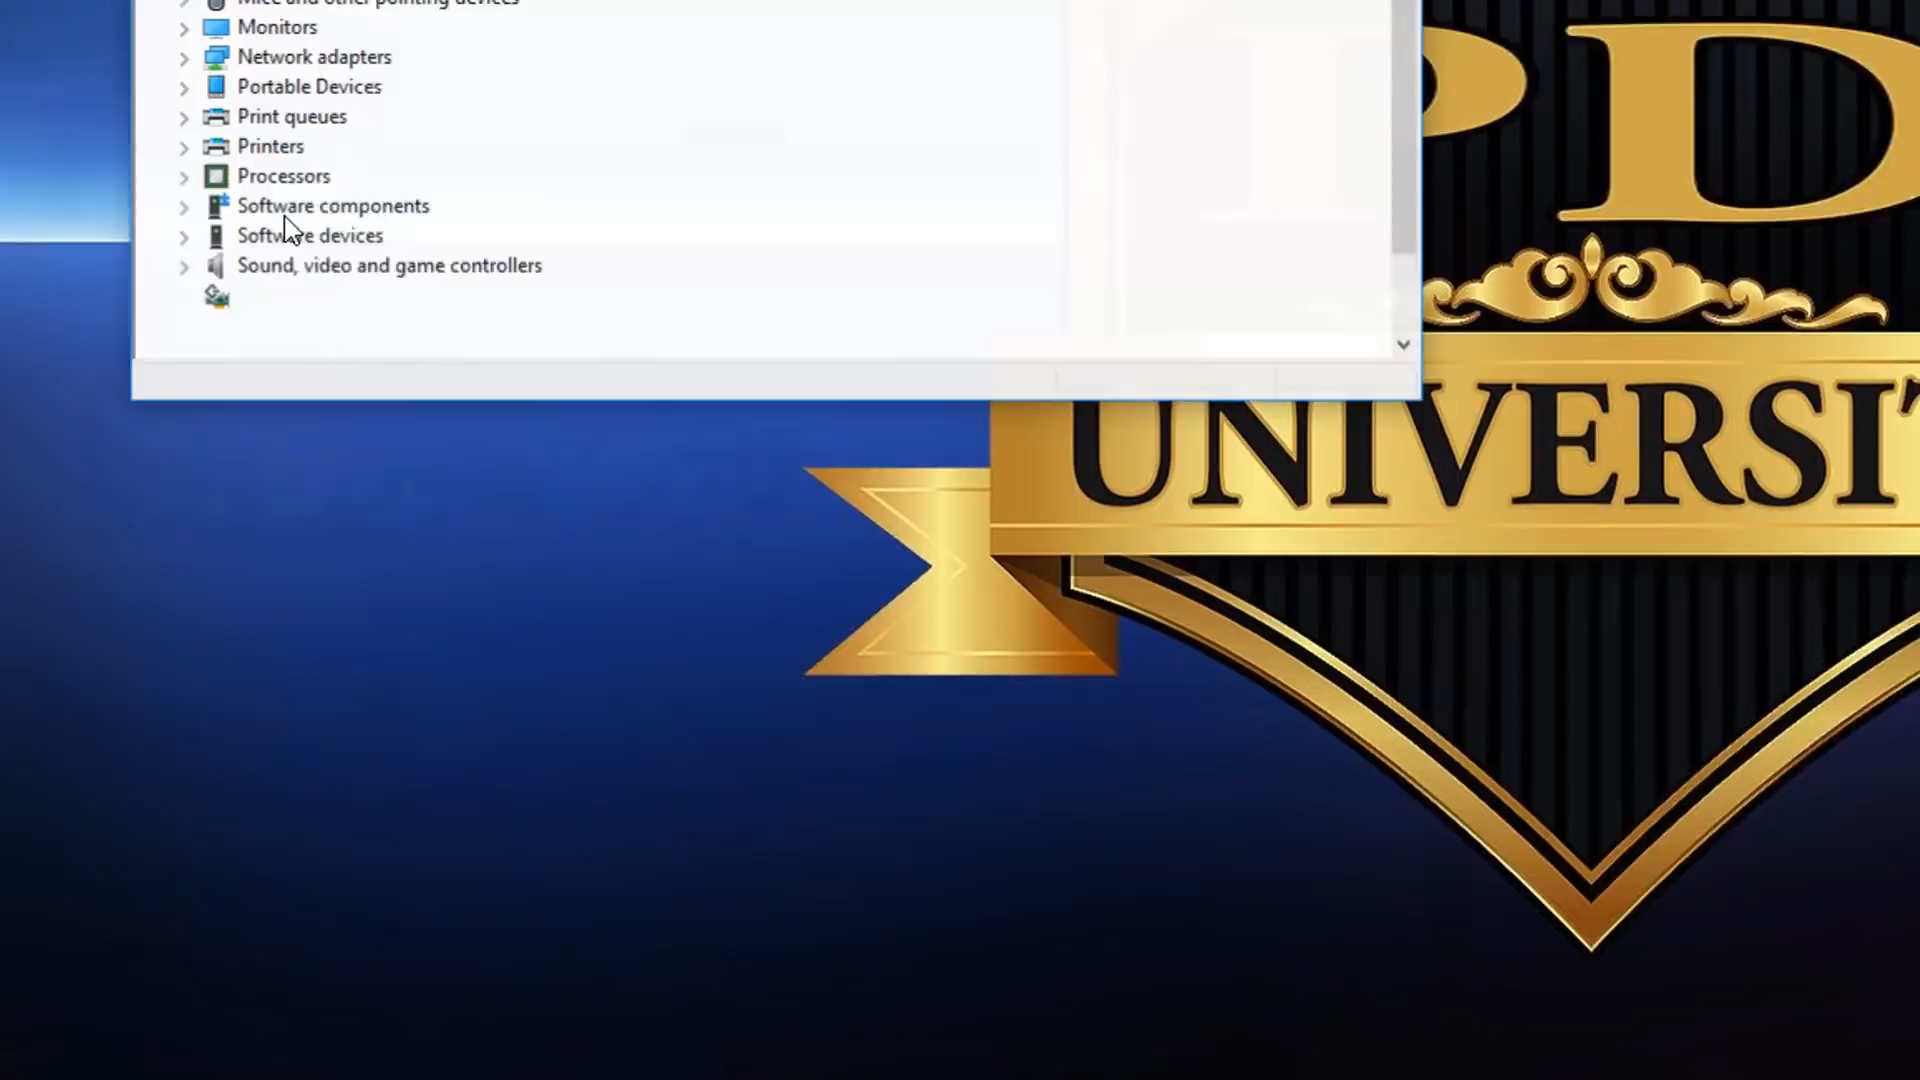 Mice and other pointing devices
Monitors
Network adapters
Portable Devices
Print queues
Printers
Processors
Software components
Software devices
Sound, video and game controllers
PD
UNIVERSIT